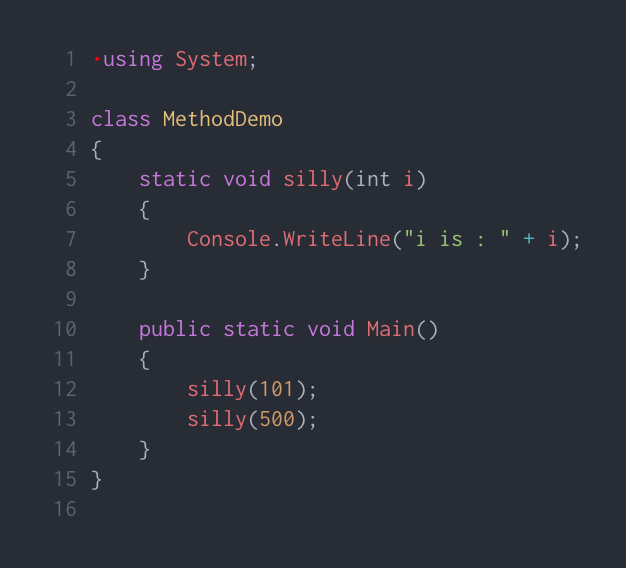 1 •using System;
2
3 class MethodDemo
4 {
5     static void silly(int i)
6     {
7         Console.WriteLine("i is : " + i);
8     }
9
10     public static void Main()
11     {
12         silly(101);
13         silly(500);
14     }
15 }
16